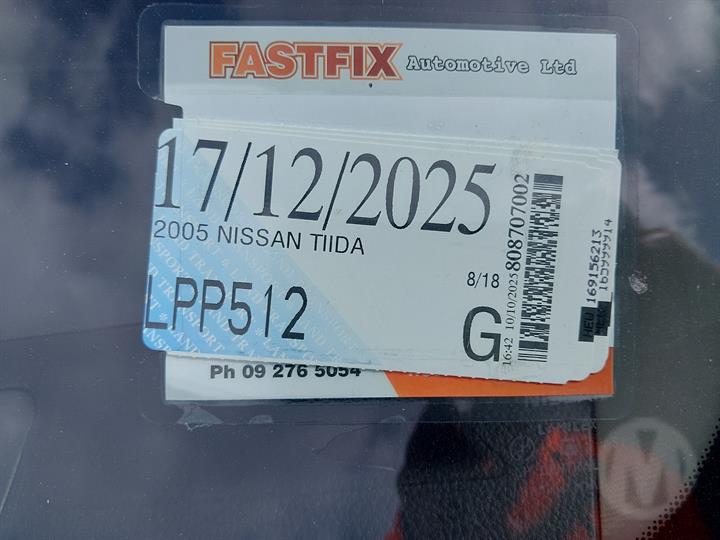 FASTFIX Automotive Ltd
17/12/2025
2005 NISSAN TIIDA
8/18
LPP512
G
16:42 10/10/2025 808707002
169156213
Ph 09 276 5054
M